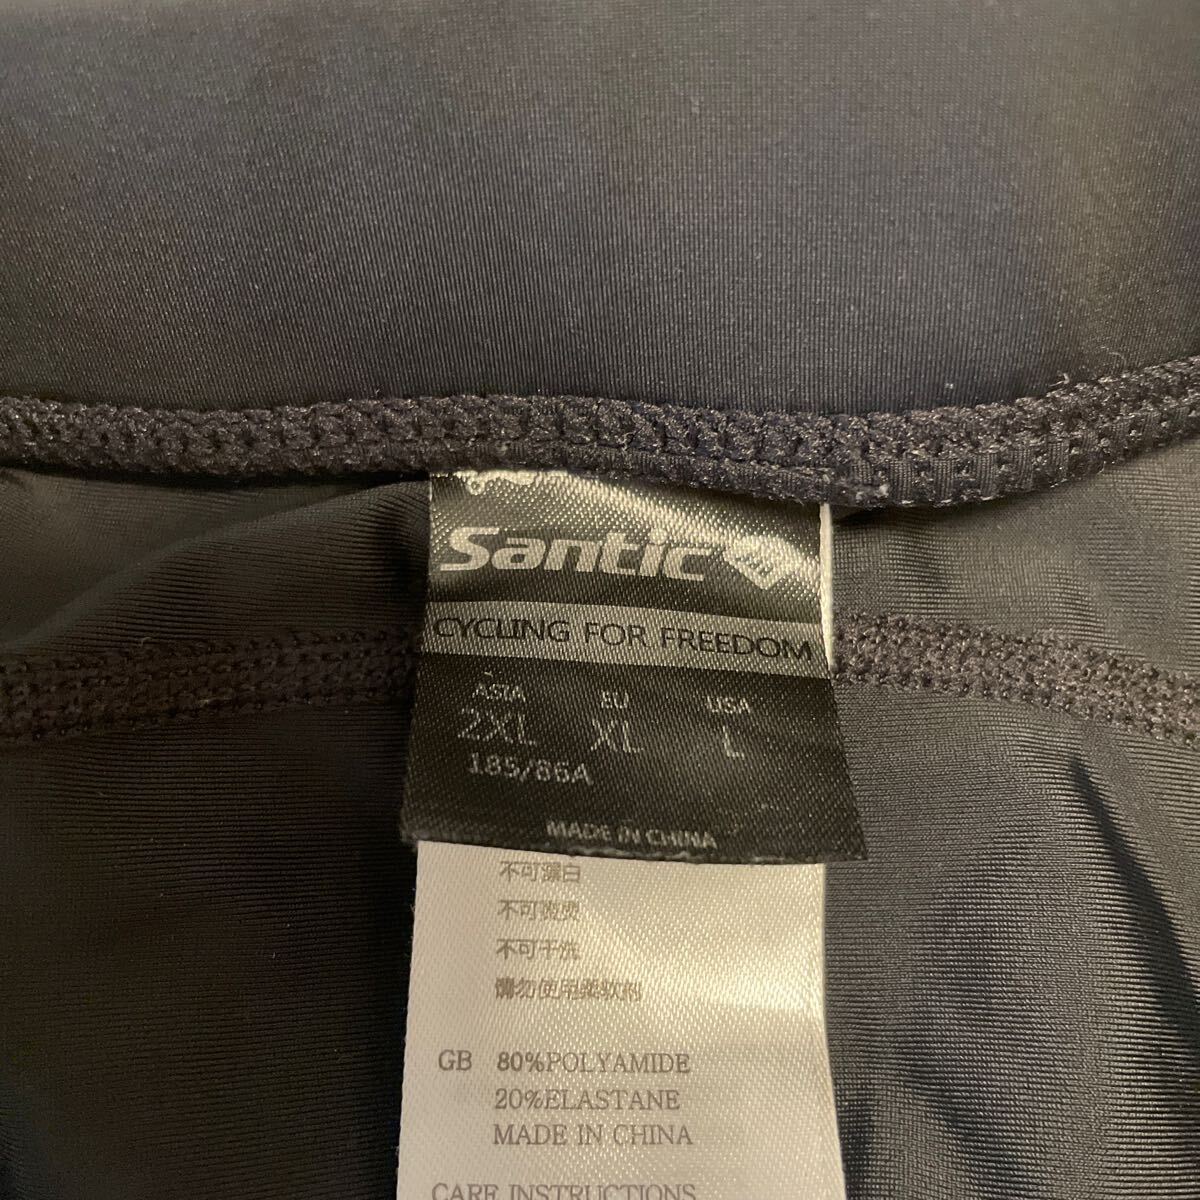 Santic
CYCLING FOR FREEDOM
ASIA EU USA
2XL XL L
185/86A
MADE IN CHINA
不可漂白
不可熨烫
不可干洗
请勿使用柔软剂
GB 80%POLYAMIDE
20%ELASTANE
MADE IN CHINA
CARE INSTRUCTIONS